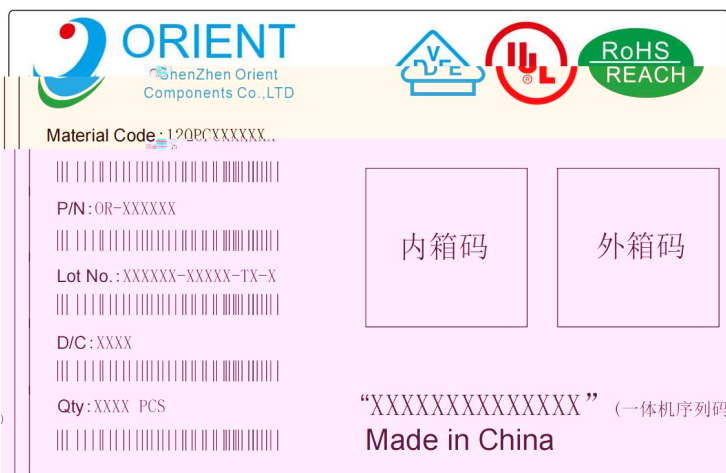 ORIENT
ShenZhen Orient
Components Co.,LTD
VDE
UL
®
RoHS
REACH
Material Code:120PCXXXXXX
P/N:OR-XXXXXX
内箱码
外箱码
Lot No.:XXXXXX-XXXXX-TX-X
D/C:XXXX
Qty:XXXX PCS
“XXXXXXXXXXXXXX”
(一体机序列码
Made in China